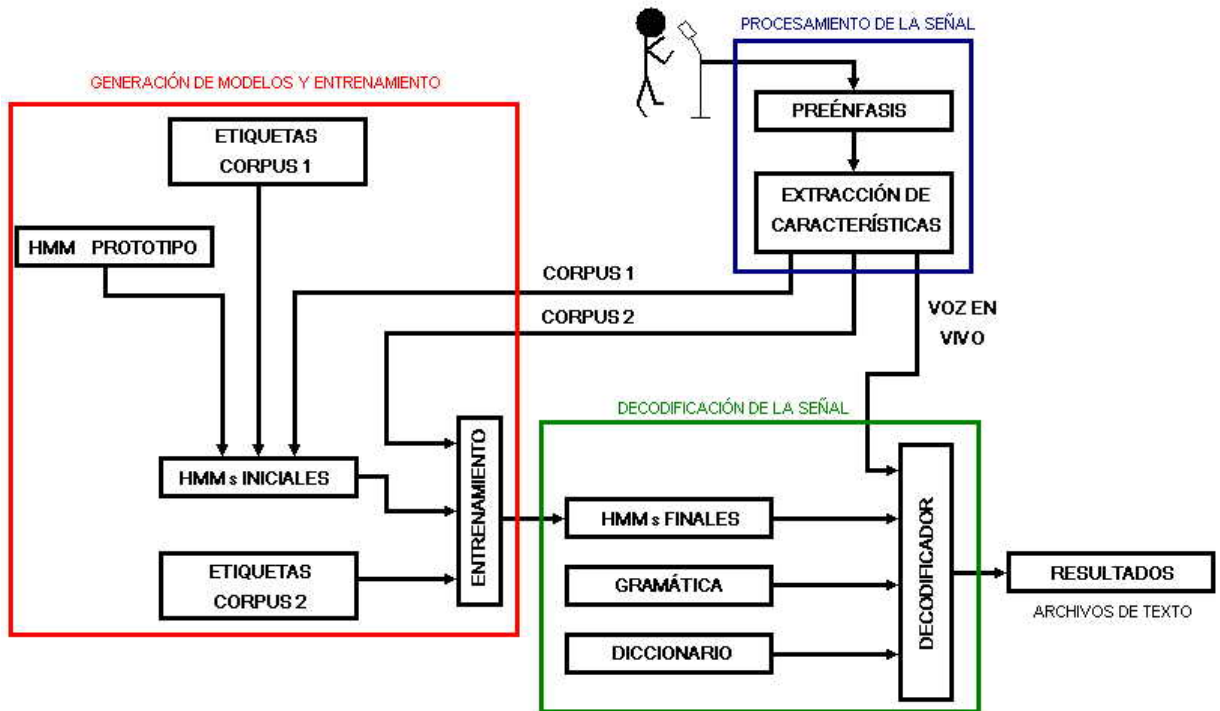 PROCESAMIENTO DE LA SEÑAL
GENERACIÓN DE MODELOS Y ENTRENAMIENTO
PREÉNFASIS
ETIQUETAS
CORPUS 1
EXTRACCIÓN DE
CARACTERÍSTICAS
HMM PROTOTIPO
CORPUS 1
CORPUS 2
VOZ EN
VIVO
DECODIFICACIÓN DE LA SEÑAL
HMM s INICIALES
ENTRENAMIENTO
HMM s FINALES
ETIQUETAS
CORPUS 2
GRAMÁTICA
DICCIONARIO
DECODIFICADOR
RESULTADOS
ARCHIVOS DE TEXTO